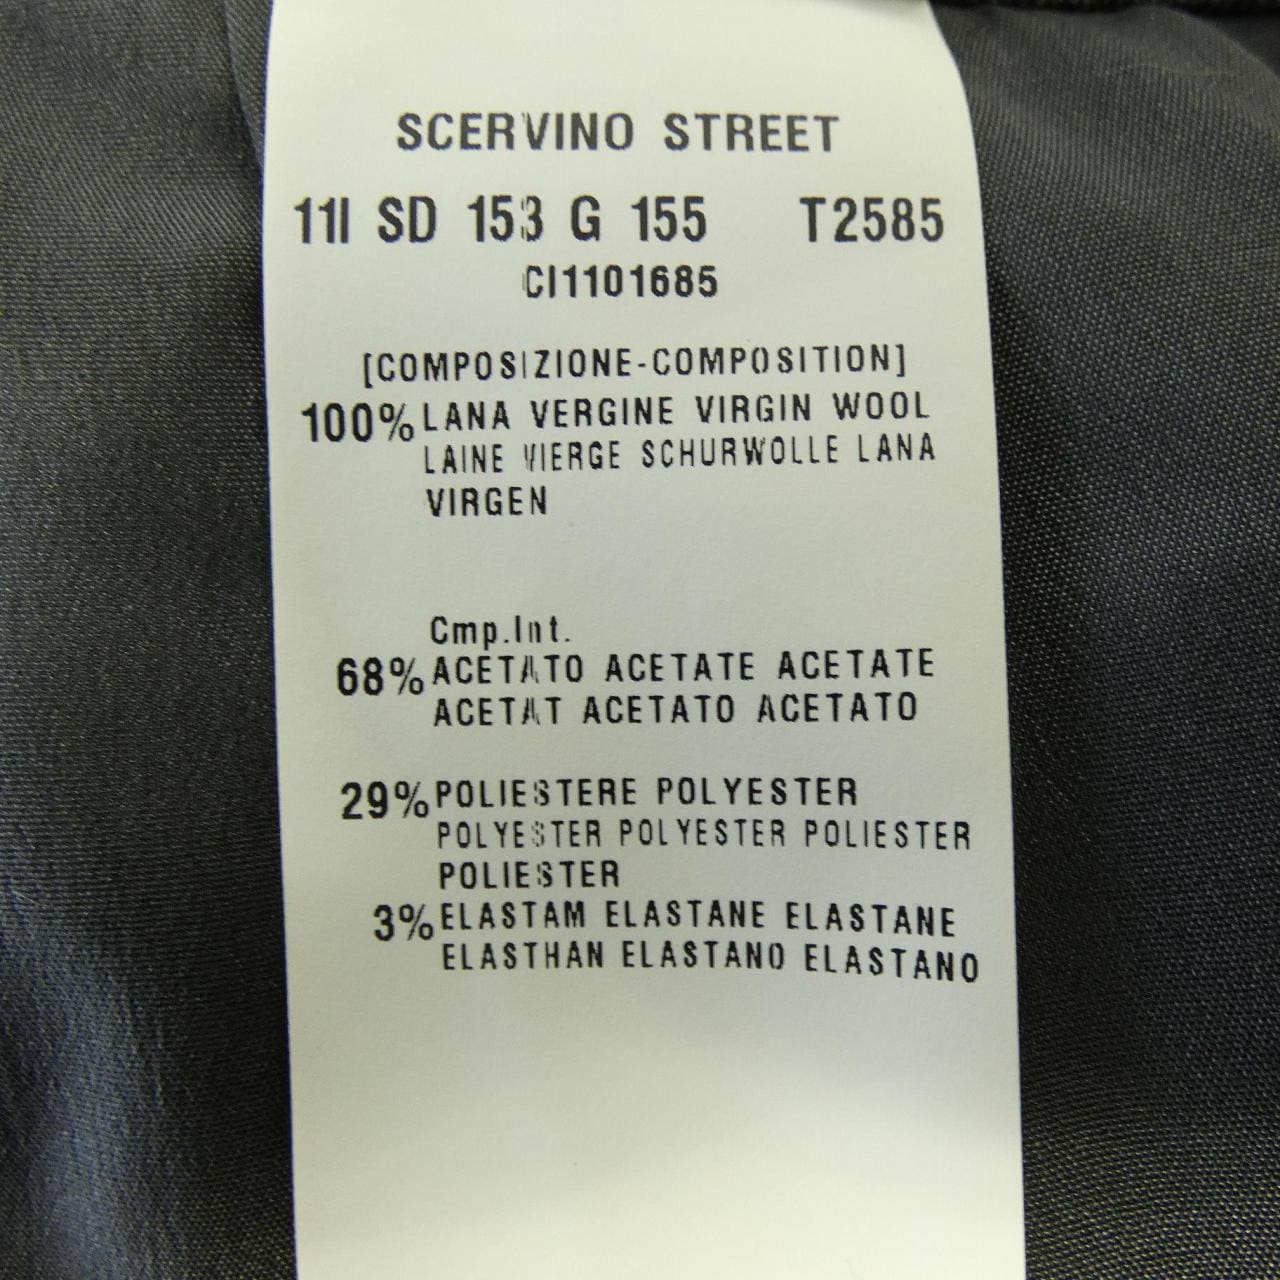 SCERVINO STREET
11I SD 153 G 155 T2585
CI1101685
[COMPOSIZIONE-COMPOSITION]
100% LANA VERGINE VIRGIN WOOL
LAINE VIERGE SCHURWOLLE LANA
VIRGEN
Cmp.Int.
68% ACETATO ACETATE ACETATE
ACETAT ACETATO ACETATO
29% POLIESTERE POLYESTER
POLYESTER POLYESTER POLIESTER
POLIESTER
3% ELASTAM ELASTANE ELASTANE
ELASTHAN ELASTANO ELASTANO